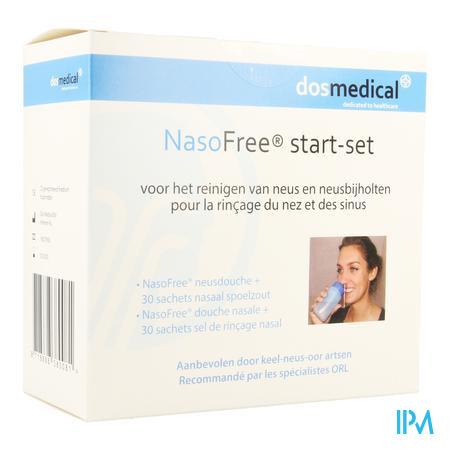 dosmedical
dedicated to healthcare
dosmedical
NasoFree® start-set
voor het reinigen van neus en neusbijholten
pour la rinçage du nez et des sinus
• NasoFree® neusdouche +
30 sachets nasaal spoelzout
• NasoFree® douche nasale +
30 sachets sel de rinçage nasal
Aanbevolen door keel-neus-oor artsen
Recommandé par les spécialistes ORL
IPM